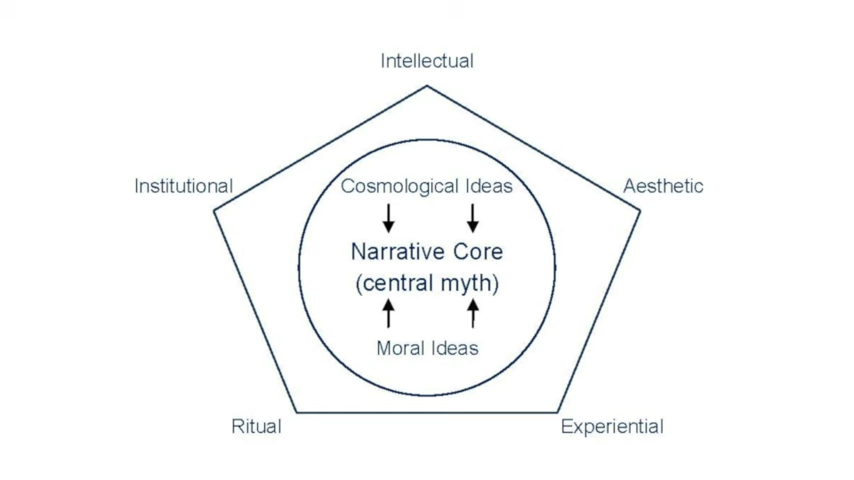 Intellectual
Institutional
Cosmological Ideas
Aesthetic
Narrative Core
(central myth)
Moral Ideas
Ritual
Experiential